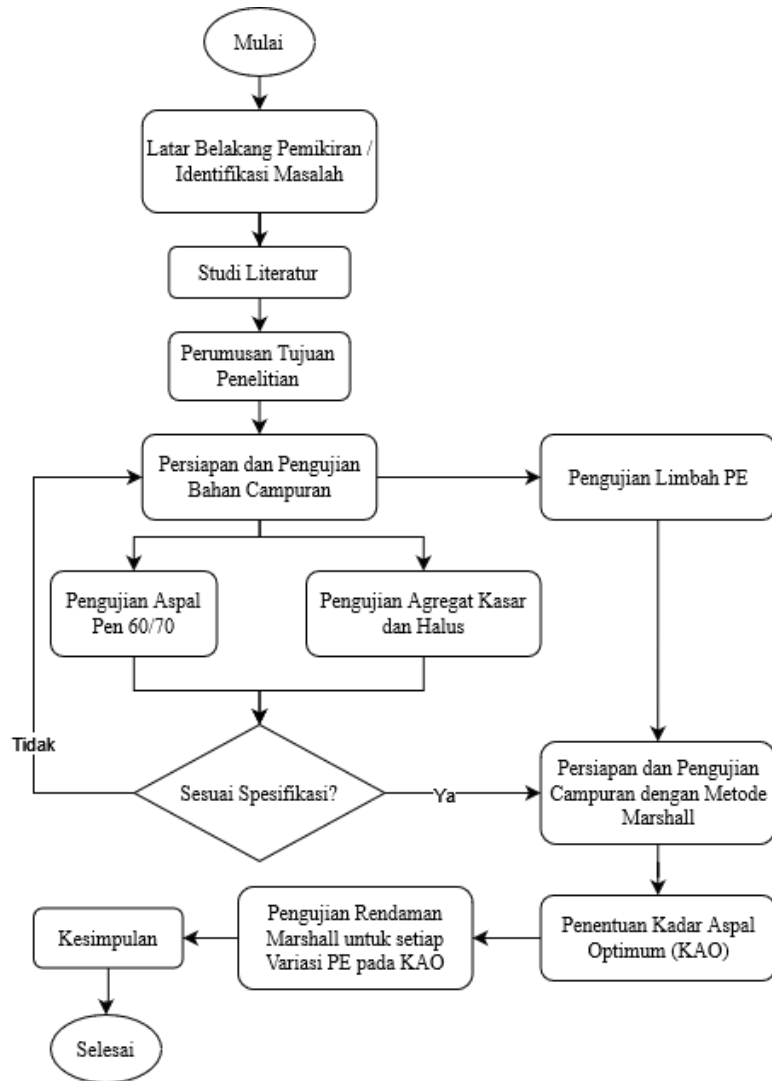 Mulai
Latar Belakang Pemikiran /
Identifikasi Masalah
Studi Literatur
Perumusan Tujuan
Penelitian
Persiapan dan Pengujian
Bahan Campuran
Pengujian Limbah PE
Pengujian Aspal
Pen 60/70
Pengujian Agregat Kasar
dan Halus
Tidak
Sesuai Spesifikasi?
Ya
Persiapan dan Pengujian
Campuran dengan Metode
Marshall
Penentuan Kadar Aspal
Optimum (KAO)
Pengujian Rendaman
Marshall untuk setiap
Variasi PE pada KAO
Kesimpulan
Selesai